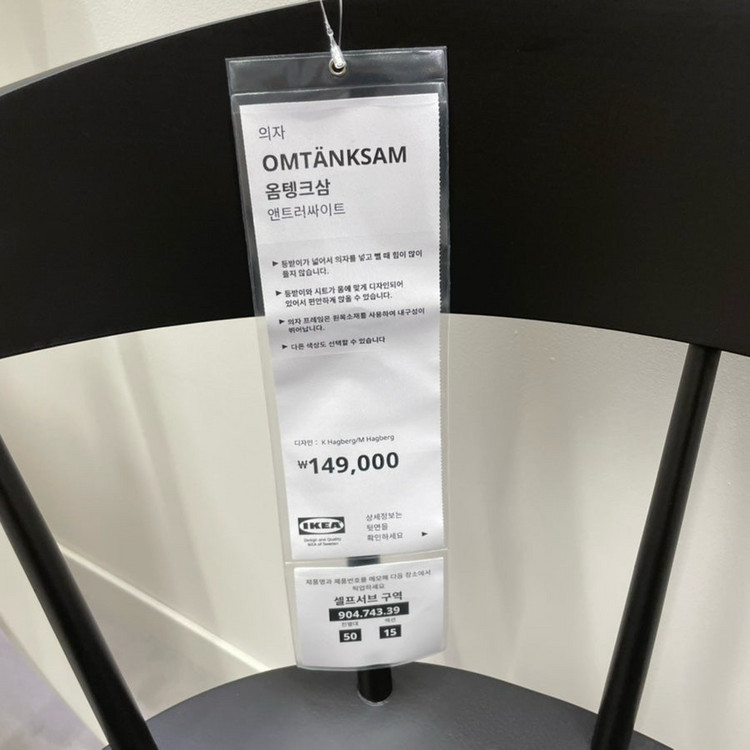 의자
OMTÄNKSAM
옴텡크삼
앤트러싸이트
▶ 등받이가 넓어서 의자를 넣고 뺄 때 힘이 많이
들지 않습니다.
▶ 등받이와 시트가 몸에 맞게 디자인되어
있어서 편안하게 앉을 수 있습니다.
▶ 의자 프레임은 원목소재를 사용하여 내구성이
뛰어납니다.
▶ 다른 색상도 선택할 수 있습니다
디자인 : K Hagberg/M Hagberg
₩149,000
IKEA
Design and Quality
IKEA of Sweden
상세정보는
뒷면을
확인하세요 ▶
제품명과 제품번호를 메모해 다음 장소에서
픽업하세요
셀프서브 구역
904.743.39
진열대 섹션
50 15